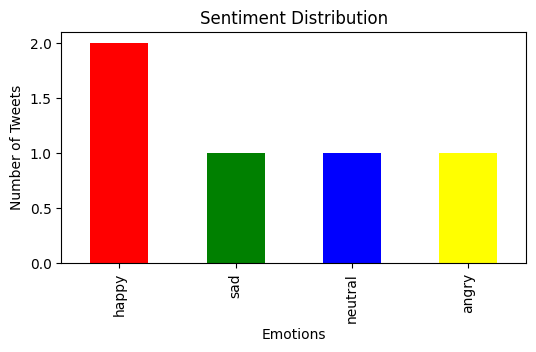 Sentiment Distribution
Number of Tweets
2.0
1.5
1.0
0.5
0.0
happy
sad
neutral
angry
Emotions